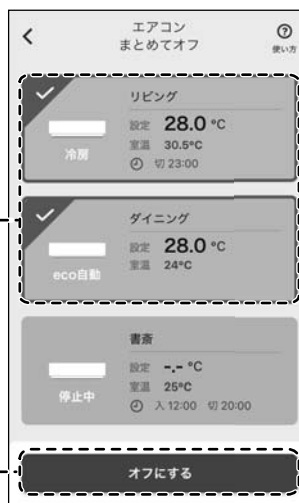 エアコン
まとめてオフ
使い方
リビング
設定 28.0 ℃
室温 30.5℃
冷房
切 23:00
ダイニング
設定 28.0 ℃
室温 24℃
eco自動
書斎
設定 -.- ℃
室温 25℃
停止中
入 12:00 切 20:00
オフにする